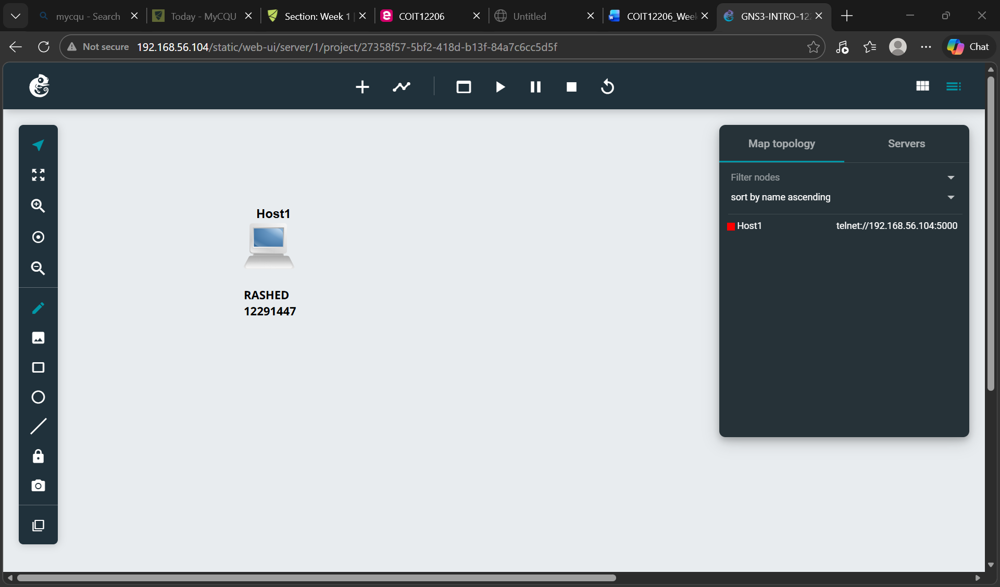 mycqu - Search
Today - MyCQU
Section: Week 1
COIT12206
Untitled
COIT12206_Week
GNS3-INTRO-122
Not secure
192.168.56.104/static/web-ui/server/1/project/27358f57-5bf2-418d-b13f-84a7c6cc5d5f
Chat
Map topology
Servers
Filter nodes
sort by name ascending
Host1
telnet://192.168.56.104:5000
Host1
RASHED
12291447